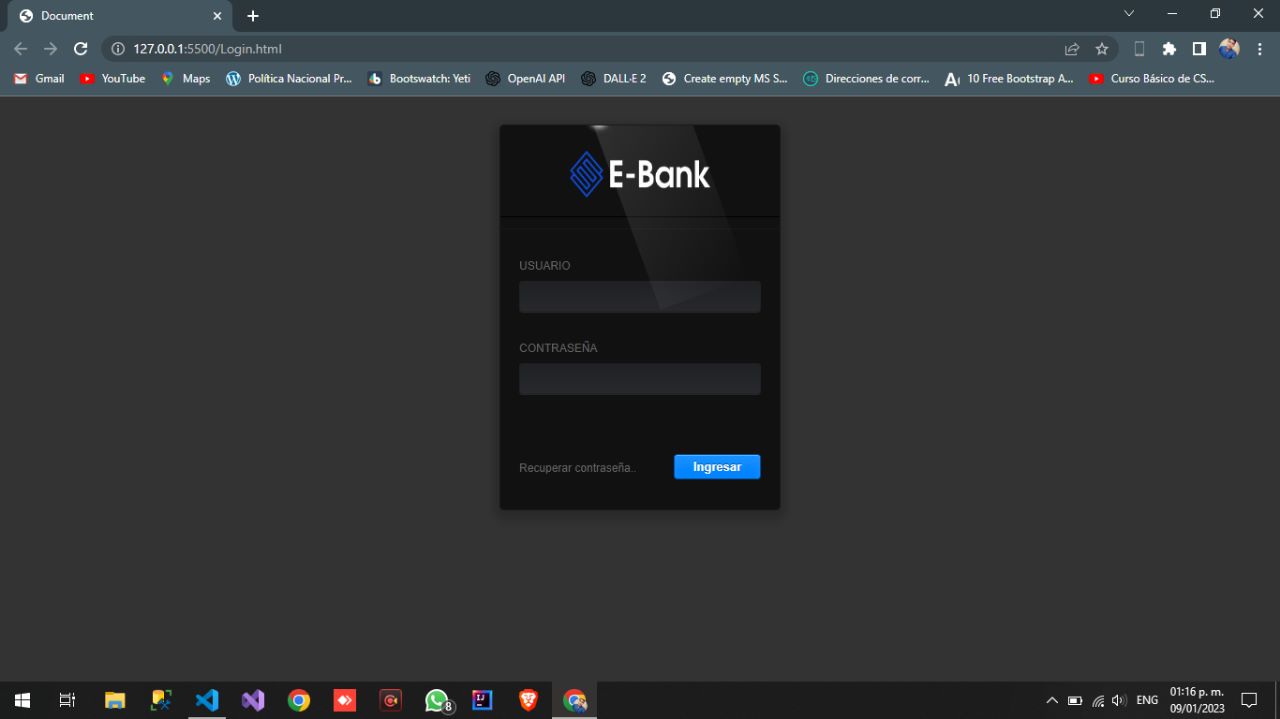 Document
127.0.0.1:5500/Login.html
Gmail YouTube Maps Política Nacional Pr... Bootswatch: Yeti OpenAI API DALL·E 2 Create empty MS S... Direcciones de corr... 10 Free Bootstrap A... Curso Básico de CS...
E-Bank
USUARIO
CONTRASEÑA
Recuperar contraseña.. Ingresar
8 ENG 01:16 p. m.
09/01/2023